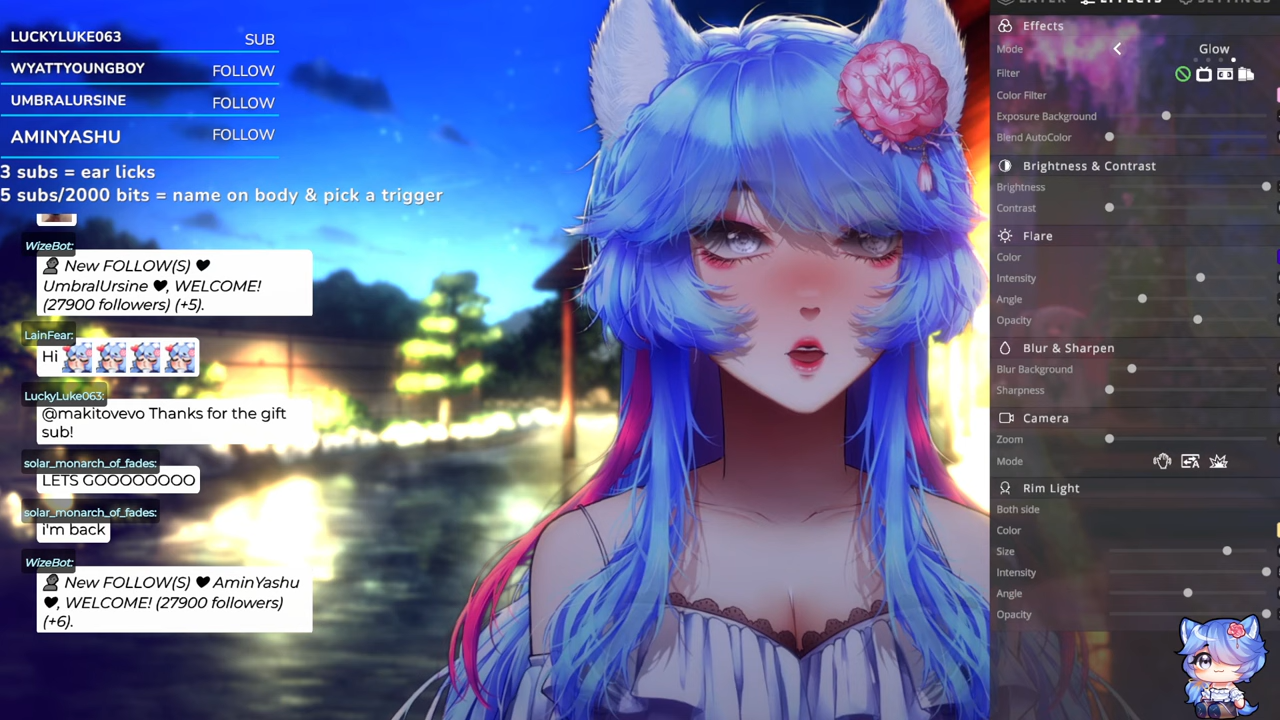 LUCKYLUKE063 SUB
WYATTYOUNGBOY FOLLOW
UMBRALURSINE FOLLOW
AMINYASHU FOLLOW
3 subs = ear licks
5 subs/2000 bits = name on body & pick a trigger
WizeBot:
New FOLLOW(S) ♥
UmbralUrsine ♥, WELCOME!
(27900 followers) (+5).
LainFear:
Hi
LuckyLuke063:
@makitovevo Thanks for the gift
sub!
solar_monarch_of_fades:
LETS GOOOOOOOO
solar_monarch_of_fades:
i'm back
WizeBot:
New FOLLOW(S) ♥ AminYashu
♥, WELCOME! (27900 followers)
(+6).
LAYER EFFECTS SETTINGS
Effects
Mode Glow
Filter
Color Filter
Exposure Background
Blend AutoColor
Brightness & Contrast
Brightness
Contrast
Flare
Color
Intensity
Angle
Opacity
Blur & Sharpen
Blur Background
Sharpness
Camera
Zoom
Mode
Rim Light
Both side
Color
Size
Intensity
Angle
Opacity